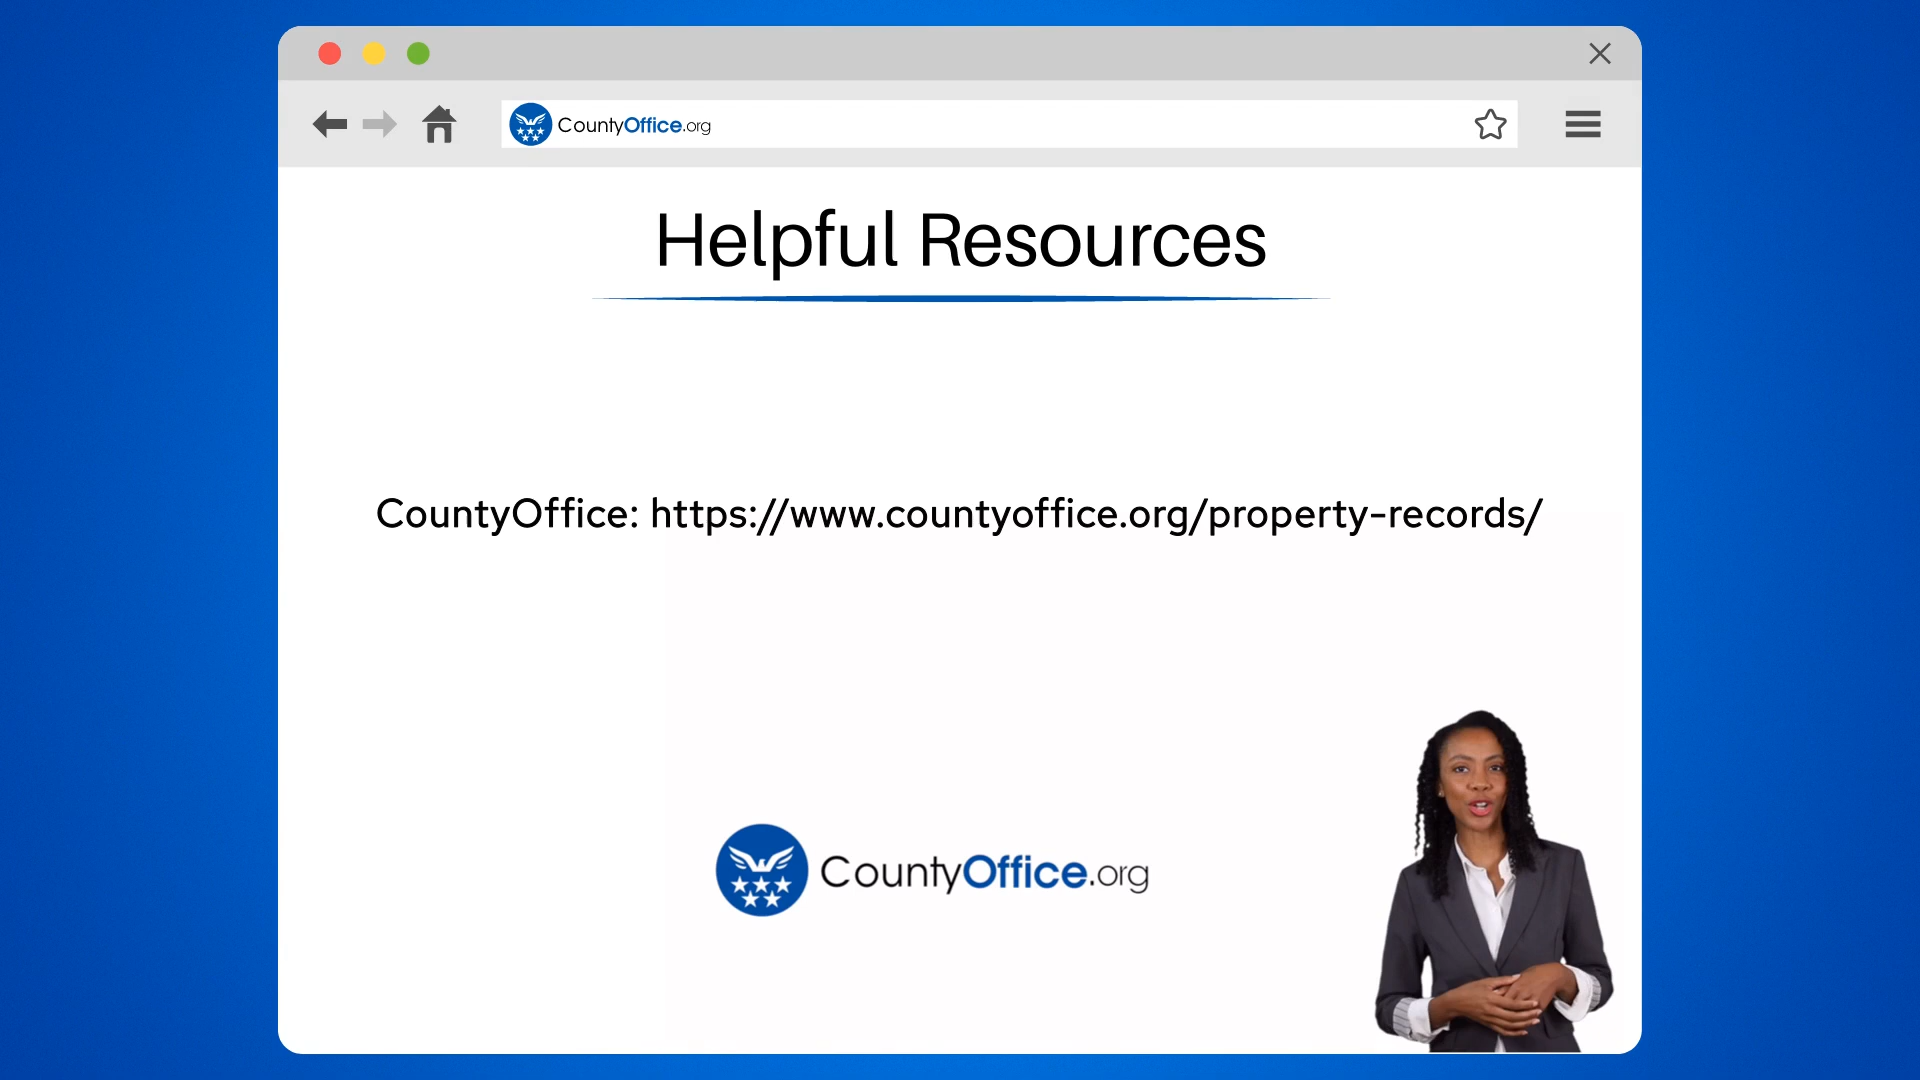 CountyOffice.org
Helpful Resources
CountyOffice: https://www.countyoffice.org/property-records/
CountyOffice.org